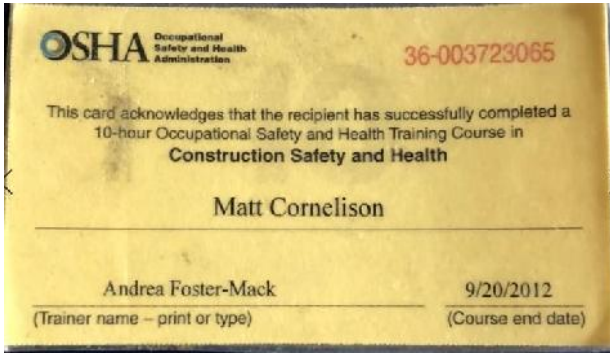 OSHA
Occupational
Safety and Health
Administration
36-003723065
This card acknowledges that the recipient has successfully completed a
10-hour Occupational Safety and Health Training Course in
Construction Safety and Health
Matt Cornelison
Andrea Foster-Mack 9/20/2012
(Trainer name – print or type) (Course end date)